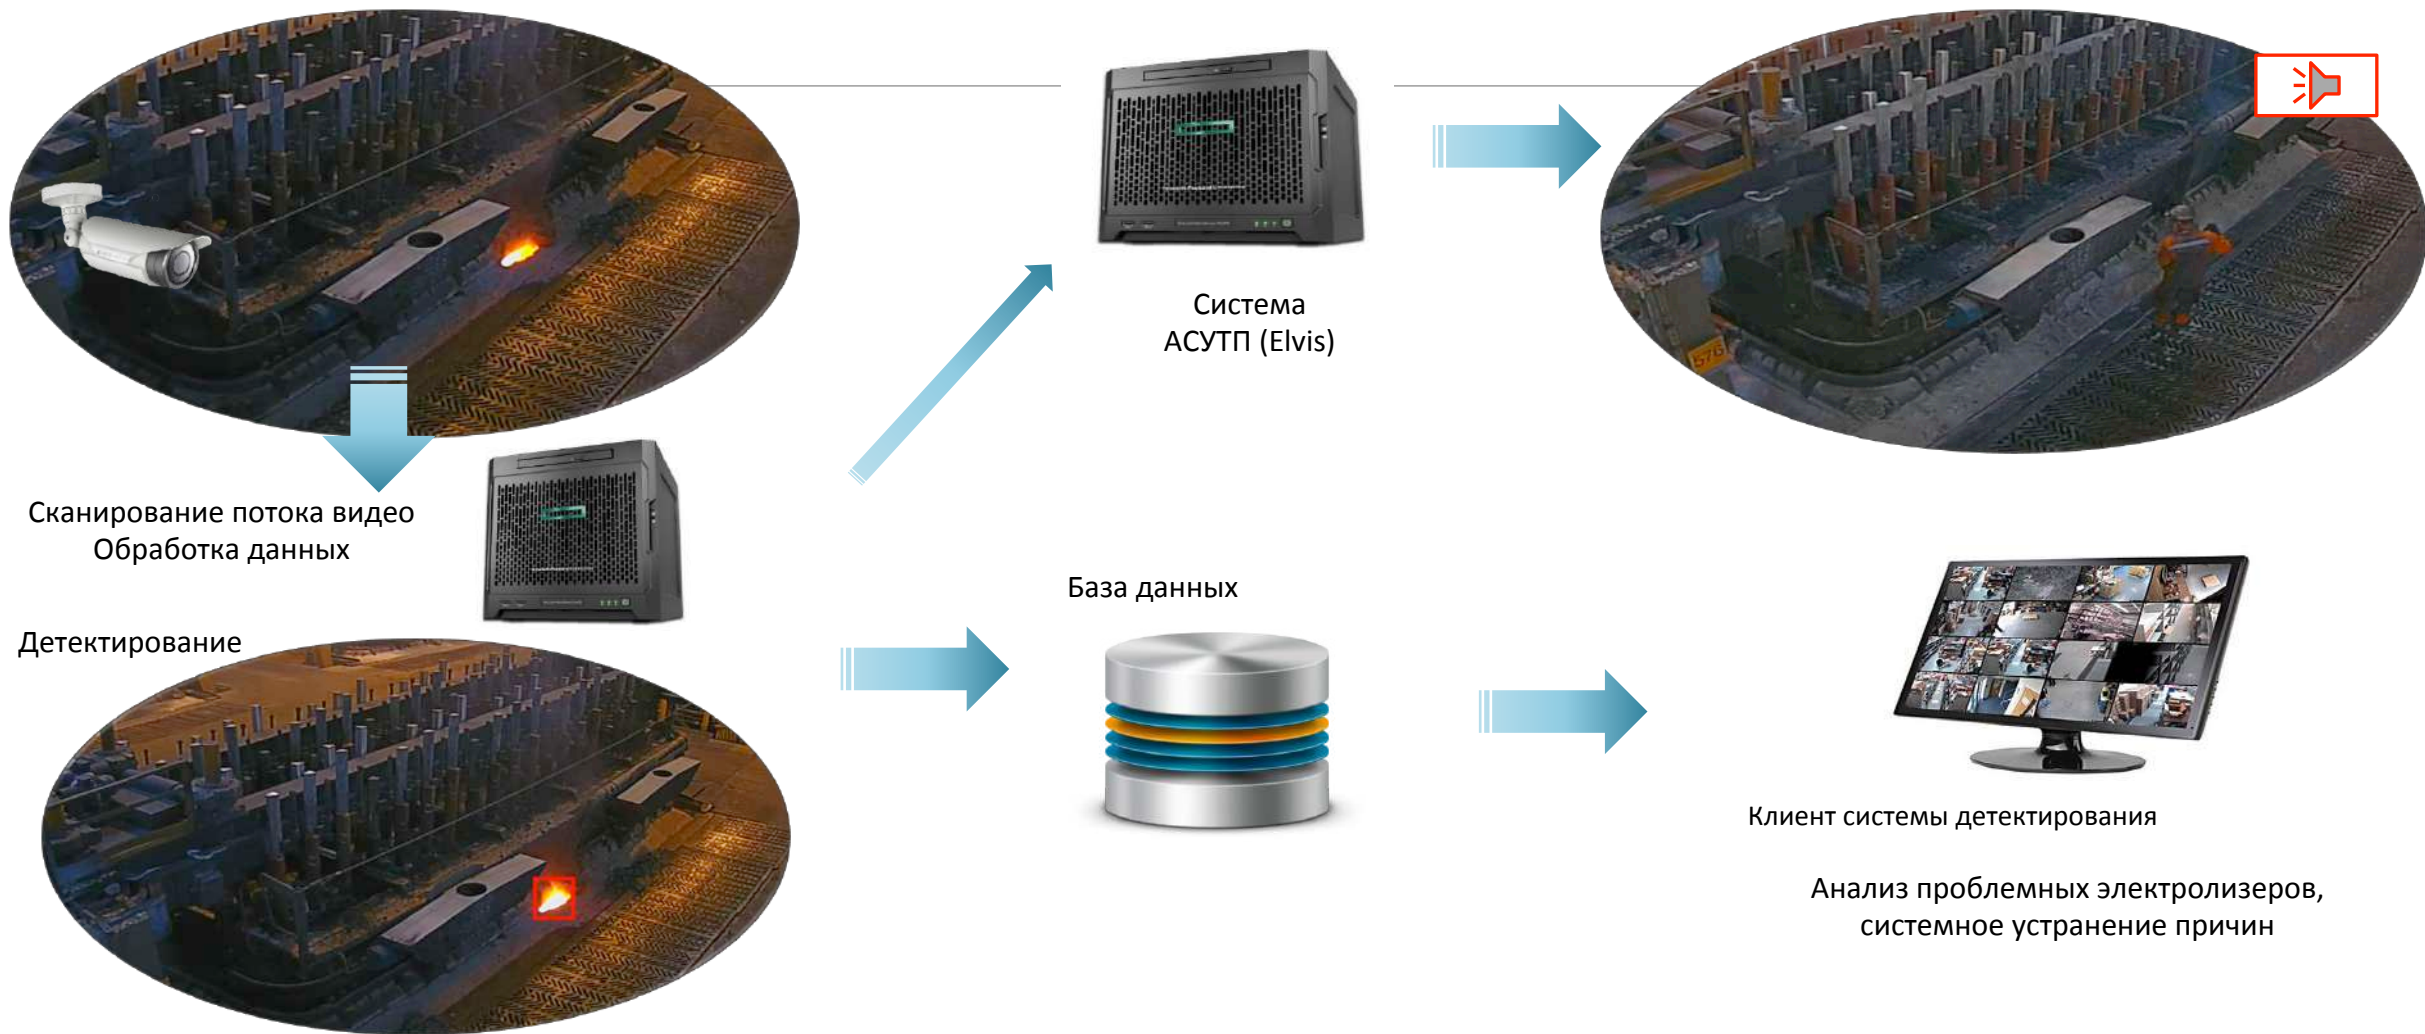 Система
АСУТП (Elvis)
576
Сканирование потока видео
Обработка данных
База данных
Детектирование
Клиент системы детектирования
Анализ проблемных электролизеров,
системное устранение причин